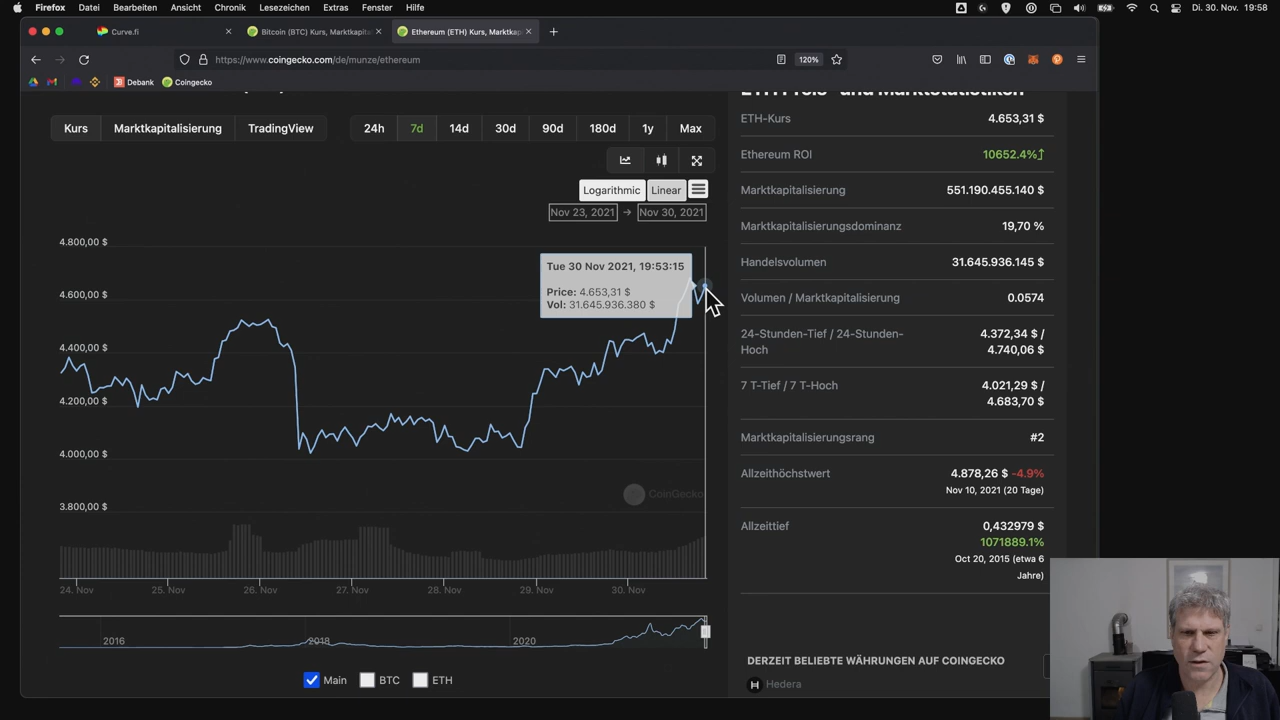 Firefox Datei Bearbeiten Ansicht Chronik Lesezeichen Extras Fenster Hilfe Di. 30. Nov. 19:58
Curve.fi Bitcoin (BTC) Kurs, Marktkapit Ethereum (ETH) Kurs, Marktkap
https://www.coingecko.com/de/munze/ethereum 120%
Debank Coingecko
Kurs Marktkapitalisierung TradingView 24h 7d 14d 30d 90d 180d 1y Max
Logarithmic Linear
Nov 23, 2021 → Nov 30, 2021
4.800,00 $
Tue 30 Nov 2021, 19:53:15
Price: 4.653,31 $
Vol: 31.645.936.380 $
4.600,00 $
4.400,00 $
4.200,00 $
4.000,00 $
3.800,00 $
CoinGecko
24. Nov 25. Nov 26. Nov 27. Nov 28. Nov 29. Nov 30. Nov
2016 2018 2020
Main BTC ETH
ETH-Kurs 4.653,31 $
Ethereum ROI 10652.4%
Marktkapitalisierung 551.190.455.140 $
Marktkapitalisierungsdominanz 19,70 %
Handelsvolumen 31.645.936.145 $
Volumen / Marktkapitalisierung 0.0574
24-Stunden-Tief / 24-Stunden-
Hoch
4.372,34 $ /
4.740,06 $
7 T-Tief / 7 T-Hoch
4.021,29 $ /
4.683,70 $
Marktkapitalisierungsrang #2
Allzeithöchstwert 4.878,26 $ -4.9%
Nov 10, 2021 (20 Tage)
Allzeittief 0,432979 $
1071889.1%
Oct 20, 2015 (etwa 6
Jahre)
DERZEIT BELIEBTE WÄHRUNGEN AUF COINGECKO
Hedera